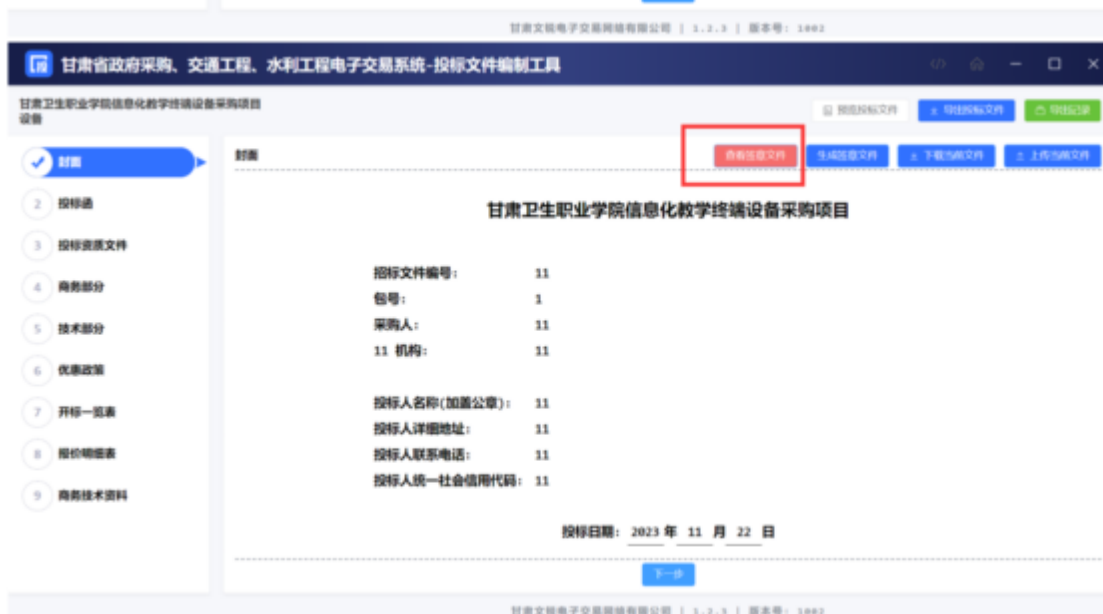 甘肃文锐电子交易网络有限公司 | 1.2.3 | 版本号: 1002
甘肃省政府采购、交通工程、水利工程电子交易系统-投标文件编制工具
甘肃卫生职业学院信息化教学终端设备采购项目
设备
预览投标文件
导出投标文件
导出记录
封面
封面
查看签章文件
生成签章文件
下载当前文件
上传当前文件
2 投标函
3 投标资质文件
4 商务部分
5 技术部分
6 优惠政策
7 开标一览表
8 报价明细表
9 商务技术资料
甘肃卫生职业学院信息化教学终端设备采购项目
招标文件编号: 11
包号: 1
采购人: 11
11 机构: 11
投标人名称(加盖公章): 11
投标人详细地址: 11
投标人联系电话: 11
投标人统一社会信用代码: 11
投标日期: 2023 年 11 月 22 日
下一步
甘肃文锐电子交易网络有限公司 | 1.2.3 | 版本号: 1002